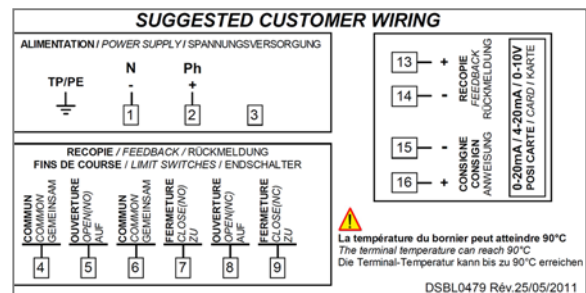 SUGGESTED CUSTOMER WIRING
ALIMENTATION / POWER SUPPLY / SPANNUNGSVERSORGUNG
TP/PE
N
-
1
Ph
+
2
3
RECOPIE / FEEDBACK / RÜCKMELDUNG
FINS DE COURSE / LIMIT SWITCHES / ENDSCHALTER
COMMUN
COMMON
GEMEINSAM
4
OUVERTURE
OPEN(NO)
AUF
5
COMMUN
COMMON
GEMEINSAM
6
FERMETURE
CLOSE(NO)
ZU
7
OUVERTURE
OPEN(NC)
AUF
8
FERMETURE
CLOSE(NC)
ZU
9
13 +
14 -
RECOPIE
FEEDBACK
RÜCKMELDUNG
15 -
16 +
CONSIGNE
CONSIGN
ANWEISUNG
0-20mA / 4-20mA / 0-10V
POSI CARTE / CARD / KARTE
La température du bornier peut atteindre 90°C
The terminal temperature can reach 90°C
Die Terminal-Temperatur kann bis zu 90°C erreichen
DSBL0479 Rév.25/05/2011